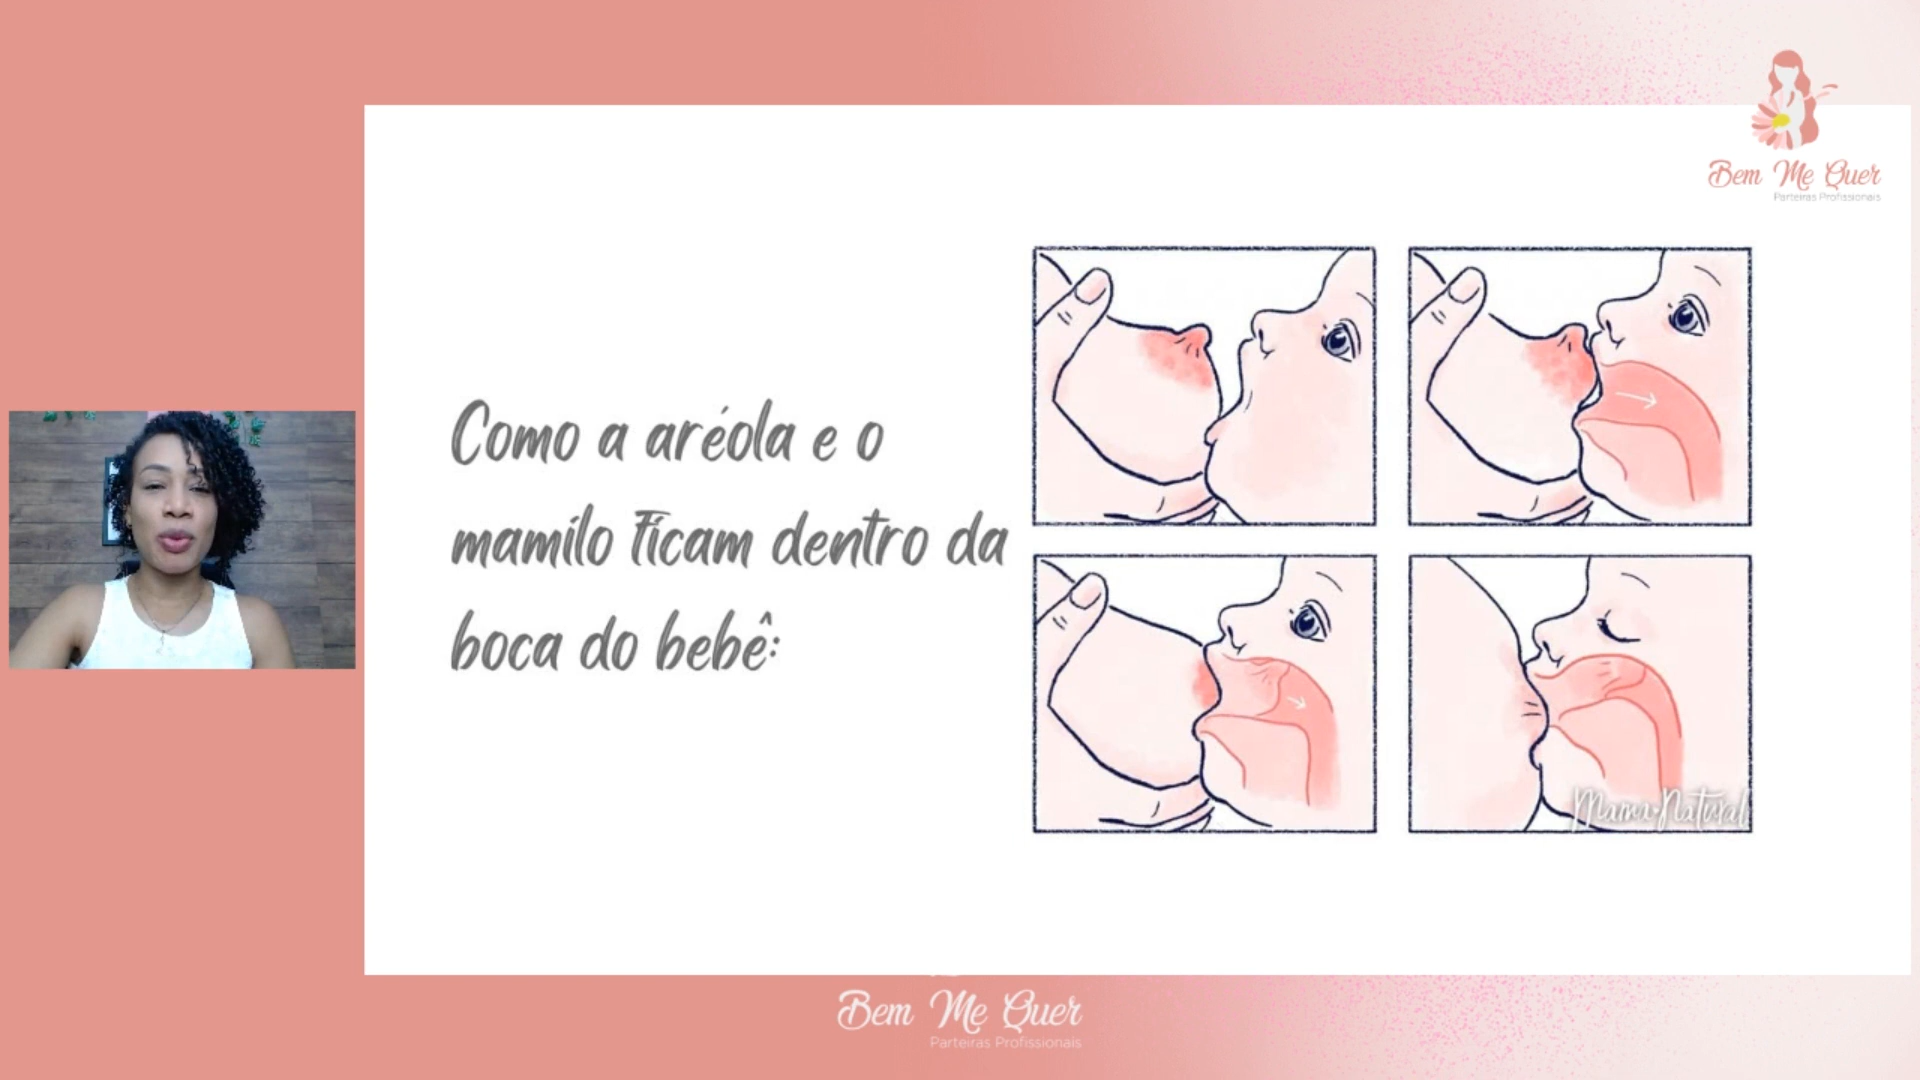 Bem Me Quer
Parteiras Profissionais
Como a aréola e o
mamilo ficam dentro da
boca do bebê:
Mama Natural
Bem Me Quer
Parteiras Profissionais